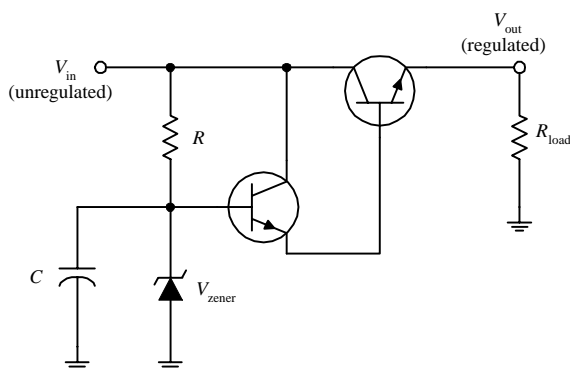 V_out
(regulated)
V_in
(unregulated)
R
R_load
C
V_zener